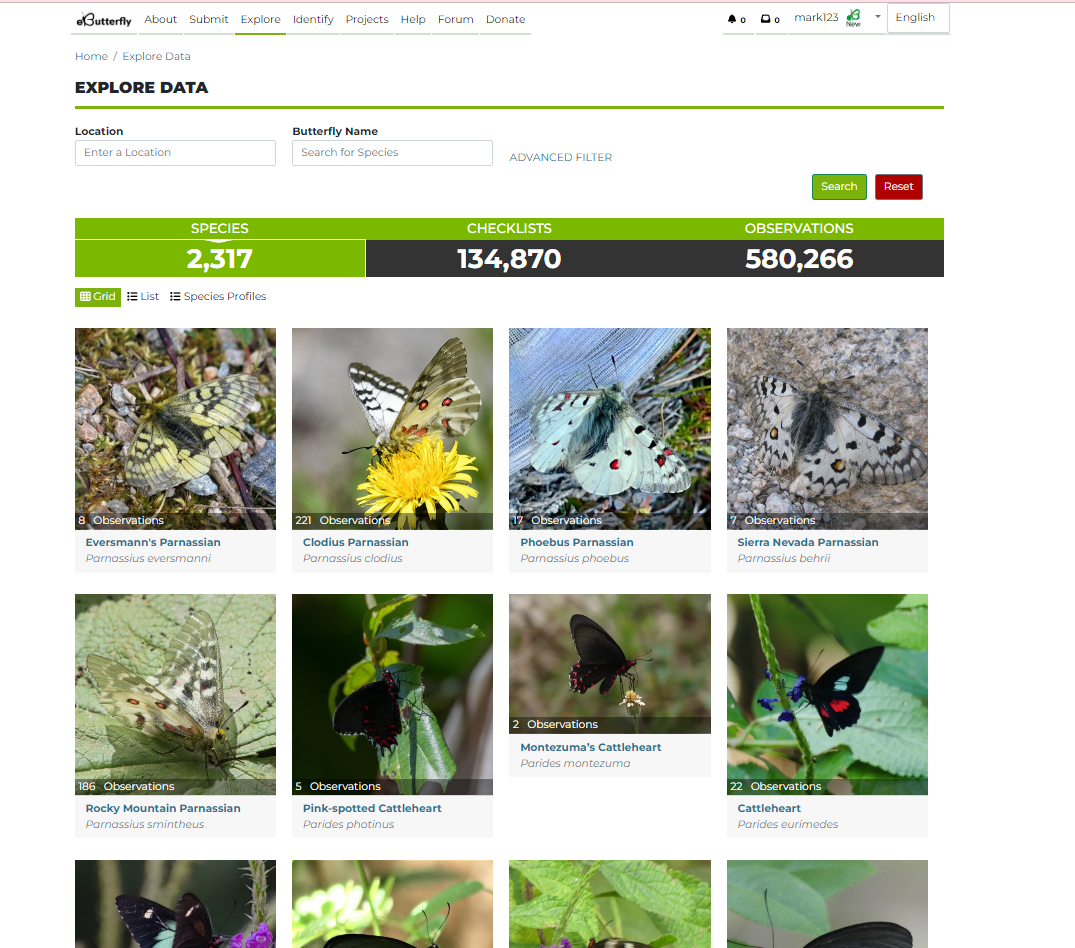 eButterfly About Submit Explore Identify Projects Help Forum Donate 0 0 mark123 New English
Home / Explore Data
EXPLORE DATA
Location Butterfly Name
Enter a Location Search for Species ADVANCED FILTER
Search Reset
SPECIES CHECKLISTS OBSERVATIONS
2,317 134,870 580,266
Grid List Species Profiles
8 Observations 221 Observations 17 Observations 7 Observations
Eversmann's Parnassian Clodius Parnassian Phoebus Parnassian Sierra Nevada Parnassian
Parnassius eversmanni Parnassius clodius Parnassius phoebus Parnassius behrii
2 Observations
Montezuma’s Cattleheart
Parides montezuma
186 Observations 5 Observations 22 Observations
Rocky Mountain Parnassian Pink-spotted Cattleheart Cattleheart
Parnassius smintheus Parides photinus Parides eurimedes